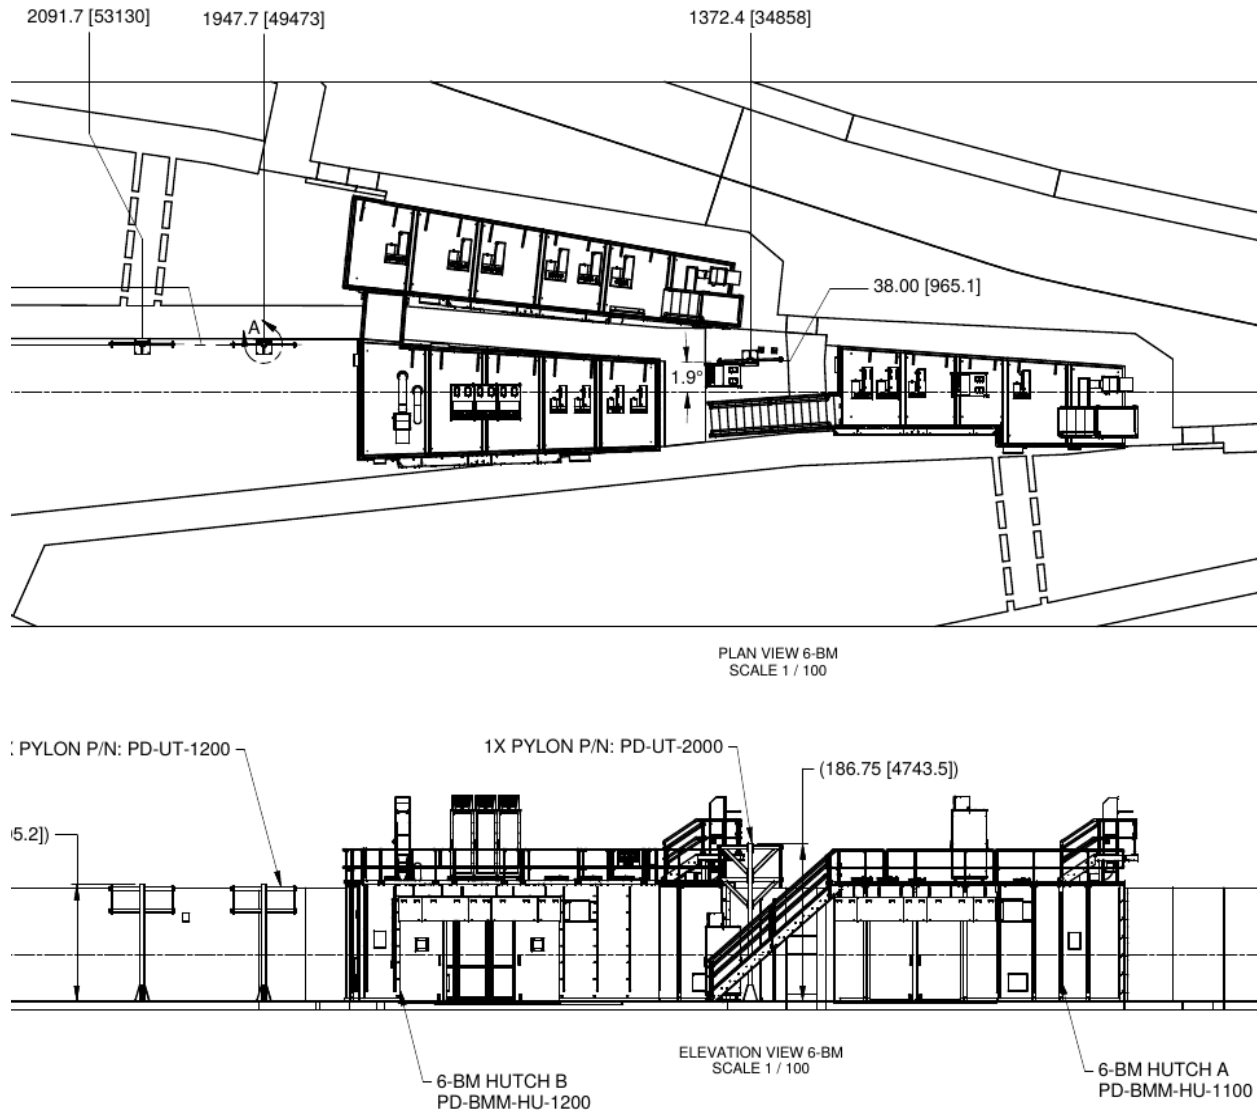 2091.7 [53130]
1947.7 [49473]
1372.4 [34858]
38.00 [965.1]
A
1.9°
PLAN VIEW 6-BM
SCALE 1 / 100
PYLON P/N: PD-UT-1200
1X PYLON P/N: PD-UT-2000
(186.75 [4743.5])
5.2])
ELEVATION VIEW 6-BM
SCALE 1 / 100
6-BM HUTCH B
PD-BMM-HU-1200
6-BM HUTCH A
PD-BMM-HU-1100